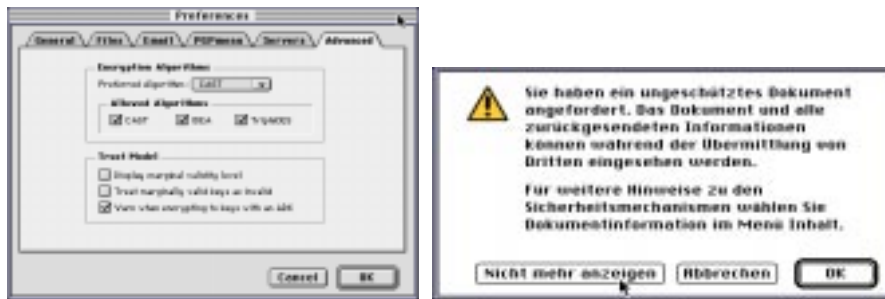 Preferences
General Files Email PGPmenu Servers Advanced
Encryption Algorithms
Preferred Algorithm: CAST
Allowed Algorithms
CAST IDEA TripleDES
Trust Model
Display marginal validity level
Treat marginally valid keys as invalid
Warn when encrypting to keys with an ADK
Cancel OK
Sie haben ein ungeschütztes Dokument
angefordert. Das Dokument und alle
zurückgesendeten Informationen
können während der Übermittlung von
Dritten eingesehen werden.
Für weitere Hinweise zu den
Sicherheitsmechanismen wählen Sie
Dokumentinformation im Menü Inhalt.
Nicht mehr anzeigen Abbrechen OK